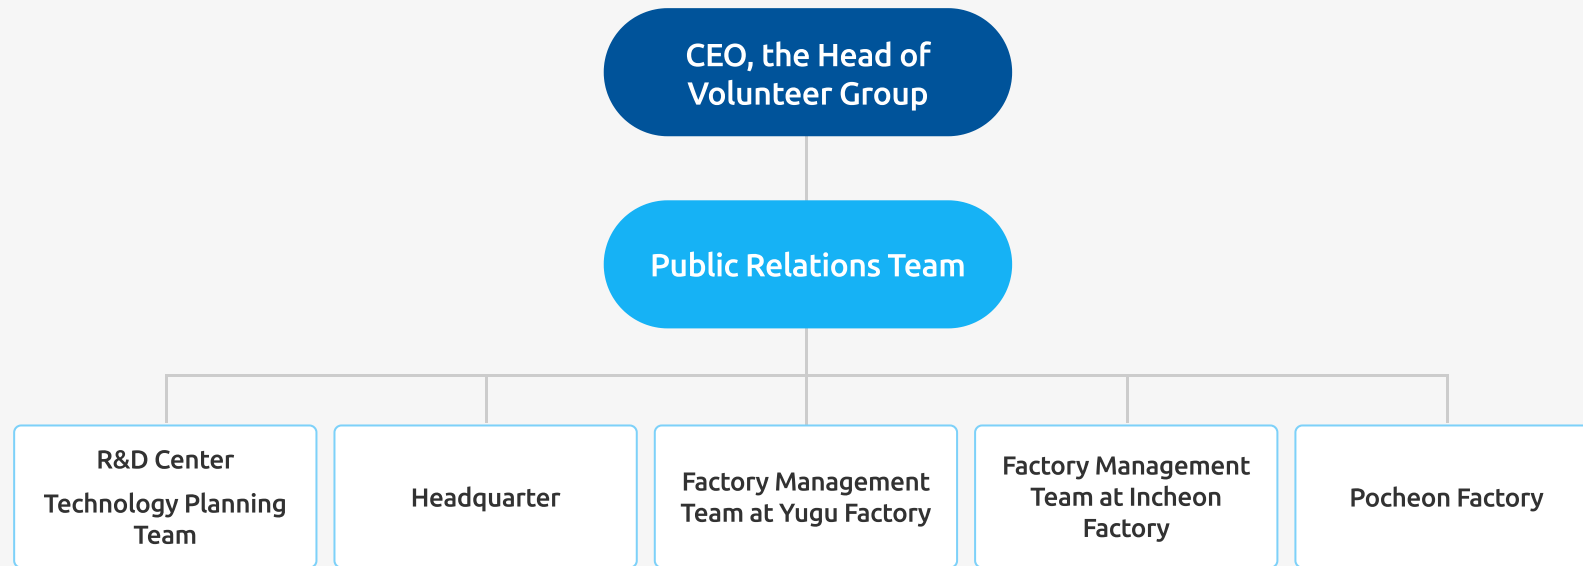 CEO, the Head of
Volunteer Group
Public Relations Team
R&D Center
Technology Planning
Team
Headquarter
Factory Management
Team at Yugu Factory
Factory Management
Team at Incheon
Factory
Pocheon Factory